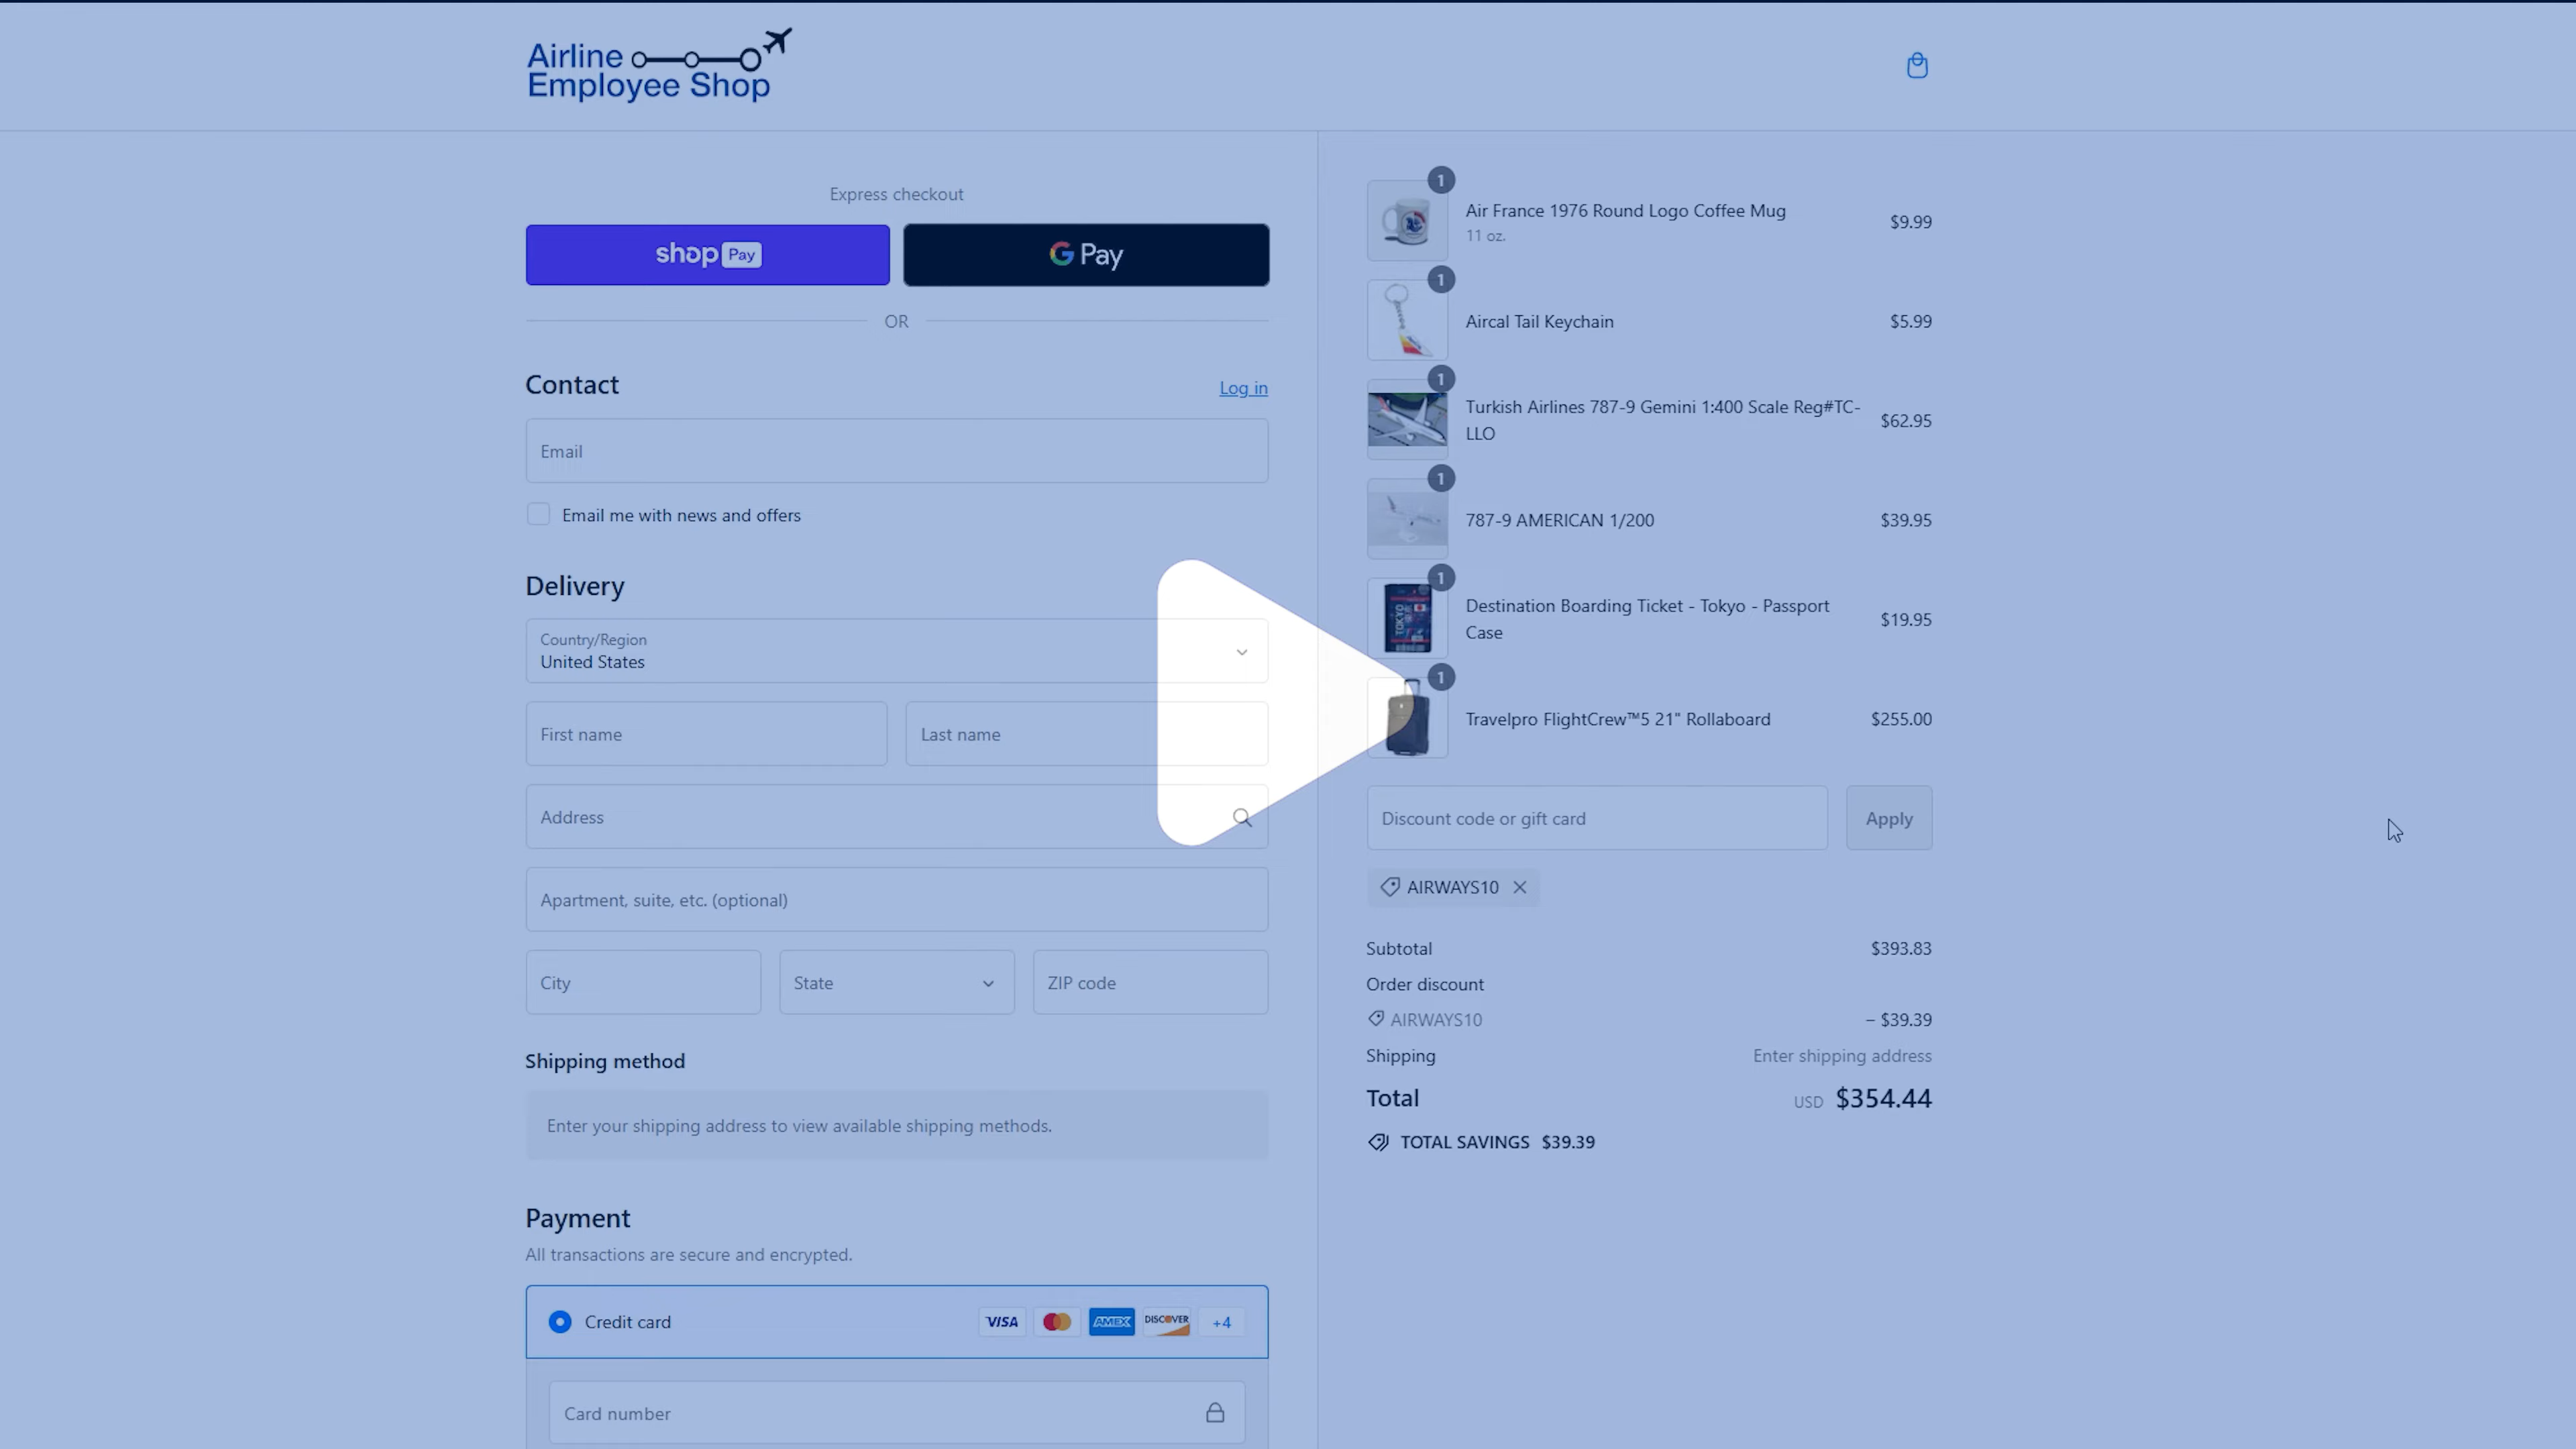 Airline
Employee Shop
Express checkout
shop Pay
G Pay
OR
Contact
Log in
Email
Email me with news and offers
Delivery
Country/Region
United States
First name
Last name
Address
Apartment, suite, etc. (optional)
City
State
ZIP code
Shipping method
Enter your shipping address to view available shipping methods.
Payment
All transactions are secure and encrypted.
Credit card
VISA
AMEX
DISCOVER
+4
Card number
1
Air France 1976 Round Logo Coffee Mug
11 oz.
$9.99
1
Aircal Tail Keychain
$5.99
1
Turkish Airlines 787-9 Gemini 1:400 Scale Reg#TC-
LLO
$62.95
1
787-9 AMERICAN 1/200
$39.95
1
TOKYO
Destination Boarding Ticket - Tokyo - Passport
Case
$19.95
1
Travelpro FlightCrew™5 21" Rollaboard
$255.00
Discount code or gift card
Apply
AIRWAYS10
Subtotal
$393.83
Order discount
AIRWAYS10
– $39.39
Shipping
Enter shipping address
Total
USD $354.44
TOTAL SAVINGS $39.39